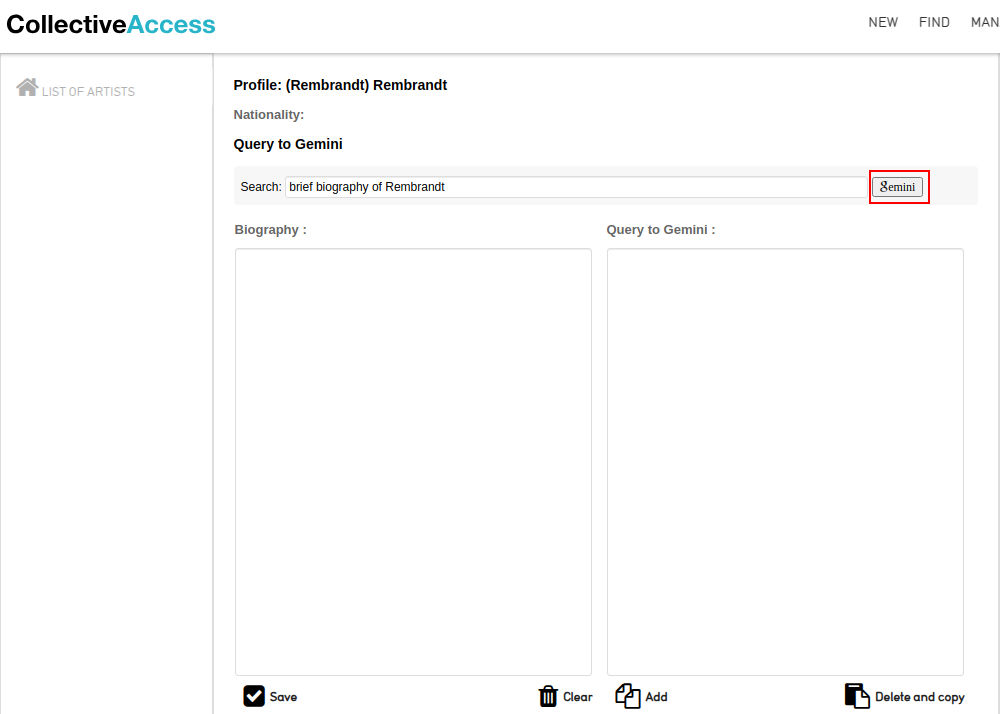 CollectiveAccess
NEW FIND MAN
LIST OF ARTISTS
Profile: (Rembrandt) Rembrandt
Nationality:
Query to Gemini
Search: brief biography of Rembrandt Gemini
Biography : Query to Gemini :
Save Clear Add Delete and copy